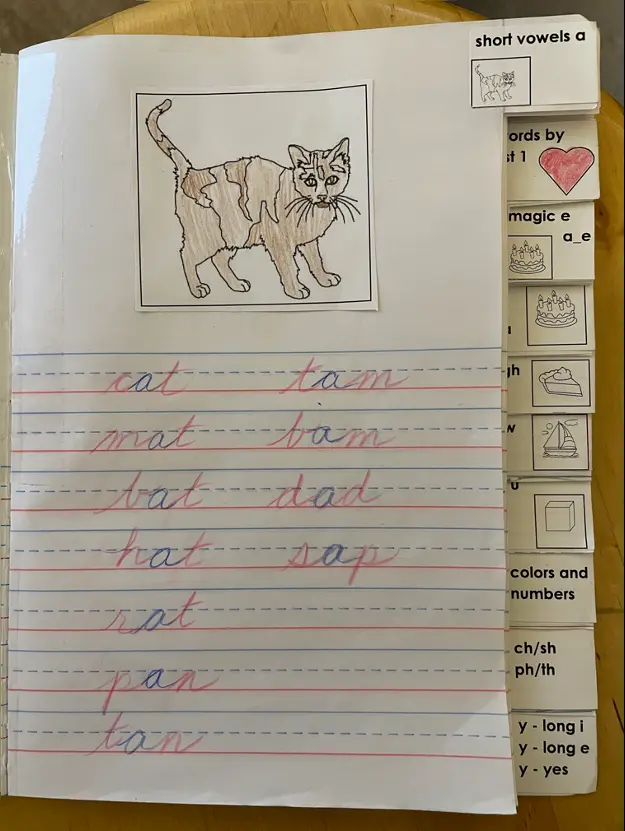 short vowels a
ords by
st 1
magic e
a_e
gh
w
u
colors and
numbers
ch/sh
ph/th
y - long i
y - long e
y - yes
cat tam
mat bam
bat dad
hat sap
rat
pan
tan